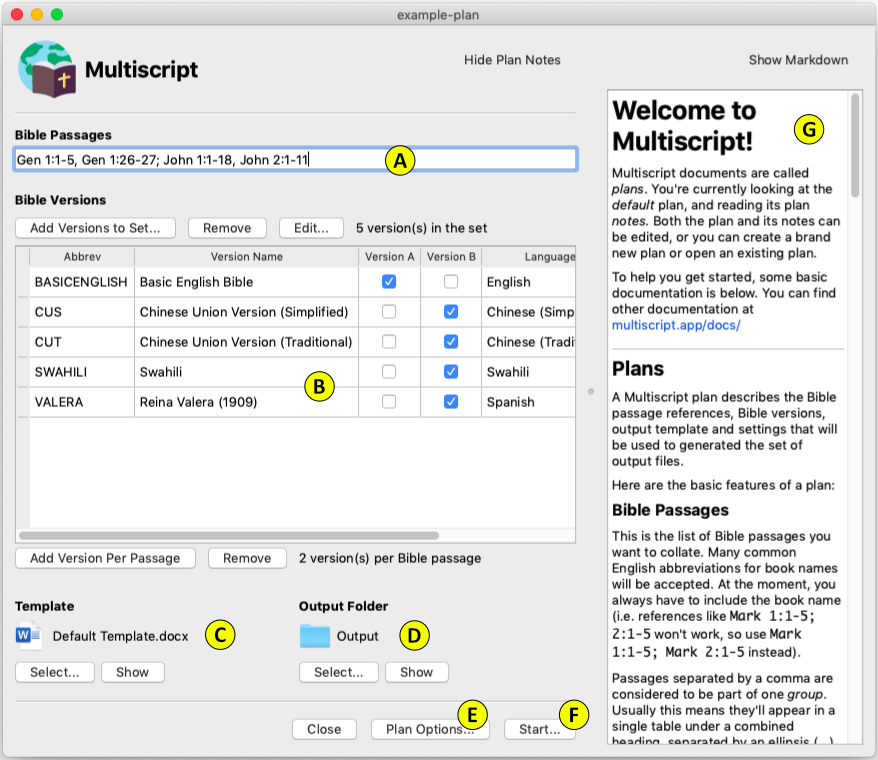 example-plan
Multiscript
Hide Plan Notes
Show Markdown
Bible Passages
Gen 1:1-5, Gen 1:26-27; John 1:1-18, John 2:1-11
A
Bible Versions
Add Versions to Set... Remove Edit... 5 version(s) in the set
Abbrev Version Name Version A Version B Language
BASICENGLISH Basic English Bible English
CUS Chinese Union Version (Simplified) Chinese (Simp
CUT Chinese Union Version (Traditional) Chinese (Tradi
SWAHILI Swahili Swahili
B
VALERA Reina Valera (1909) Spanish
Add Version Per Passage Remove 2 version(s) per Bible passage
Template
W Default Template.docx
C
Select... Show
Output Folder
Output
D
Select... Show
E
F
Close Plan Options... Start...
Welcome to
Multiscript!
G
Multiscript documents are called
plans. You're currently looking at the
default plan, and reading its plan
notes. Both the plan and its notes can
be edited, or you can create a brand
new plan or open an existing plan.
To help you get started, some basic
documentation is below. You can find
other documentation at
multiscript.app/docs/
Plans
A Multiscript plan describes the Bible
passage references, Bible versions,
output template and settings that will
be used to generated the set of
output files.
Here are the basic features of a plan:
Bible Passages
This is the list of Bible passages you
want to collate. Many common
English abbreviations for book names
will be accepted. At the moment, you
always have to include the book name
(i.e. references like Mark 1:1-5;
2:1-5 won't work, so use Mark
1:1-5; Mark 2:1-5 instead).
Passages separated by a comma are
considered to be part of one group.
Usually this means they'll appear in a
single table under a combined
heading, separated by an ellipsis (...)